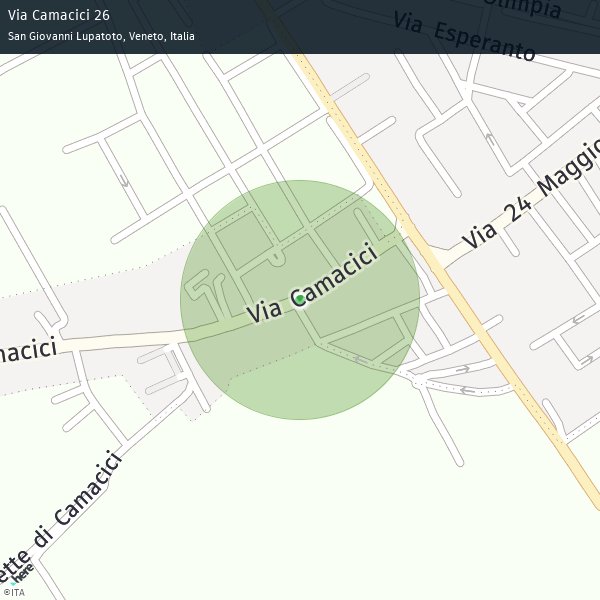 Via Camacici 26
San Giovanni Lupatoto, Veneto, Italia
Olimpia
Via Esperanto
Via 24 Maggio
Via Camacici
macici
ette di Camacici
here
©ITA